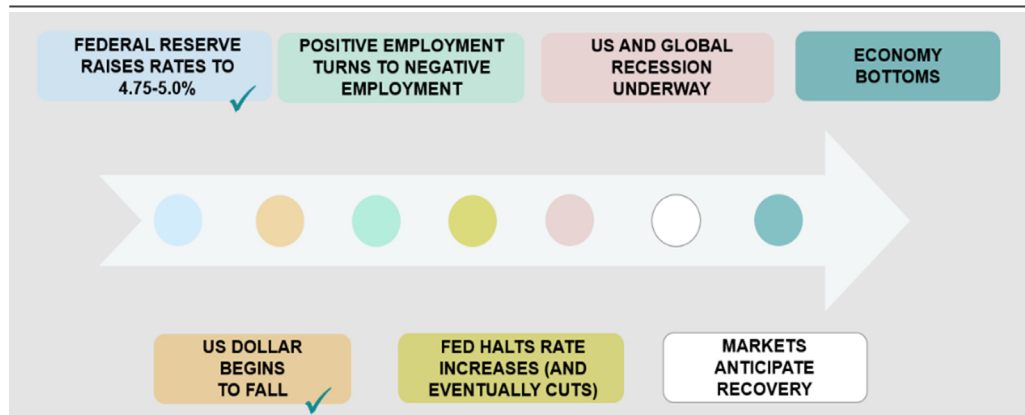 FEDERAL RESERVE
RAISES RATES TO
4.75-5.0%
POSITIVE EMPLOYMENT
TURNS TO NEGATIVE
EMPLOYMENT
US AND GLOBAL
RECESSION
UNDERWAY
ECONOMY
BOTTOMS
US DOLLAR
BEGINS
TO FALL
FED HALTS RATE
INCREASES (AND
EVENTUALLY CUTS)
MARKETS
ANTICIPATE
RECOVERY